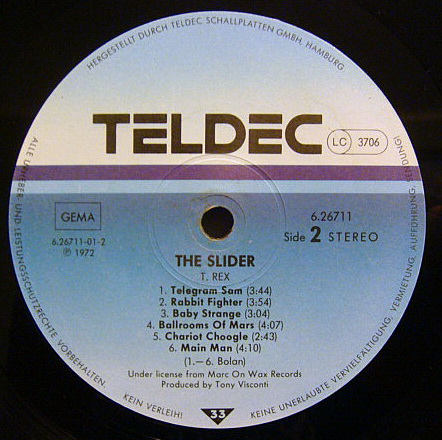 HERGESTELLT DURCH TELDEC SCHALLPLATTEN GMBH, HAMBURG
TELDEC
LC 3706
GEMA
6.26711-01-2
℗ 1972
6.26711
Side 2 STEREO
THE SLIDER
T. REX
1. Telegram Sam (3:44)
2. Rabbit Fighter (3:54)
3. Baby Strange (3:04)
4. Ballrooms Of Mars (4:07)
5. Chariot Choogle (2:43)
6. Main Man (4:10)
(1.—6. Bolan)
Under license from Marc On Wax Records
Produced by Tony Visconti
33
ALLE URHEBER- UND LEISTUNGSSCHUTZRECHTE VORBEHALTEN. KEIN VERLEIH! KEINE UNERLAUBTE VERVIELFÄLTIGUNG, VERMIETUNG, AUFFÜHRUNG, SENDUNG!